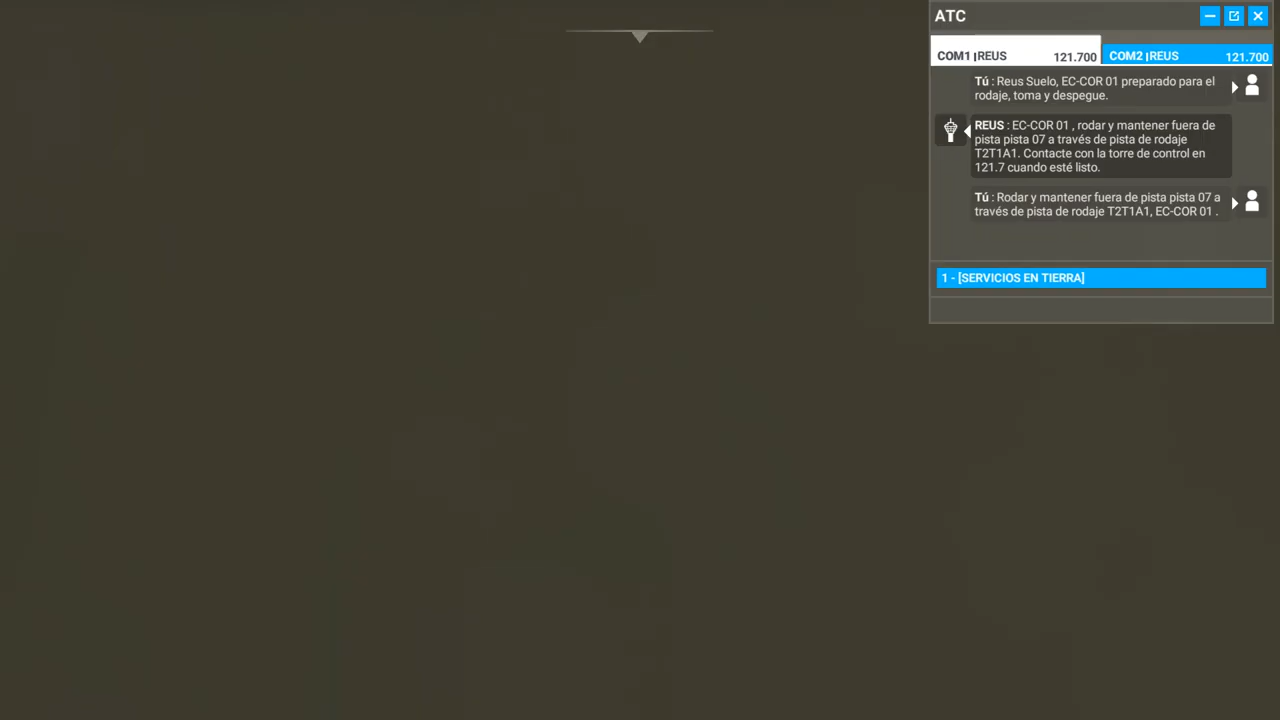 ATC
COM1 REUS 121.700 COM2 REUS 121.700
Tú : Reus Suelo, EC-COR 01 preparado para el
rodaje, toma y despegue.
REUS : EC-COR 01 , rodar y mantener fuera de
pista pista 07 a través de pista de rodaje
T2T1A1. Contacte con la torre de control en
121.7 cuando esté listo.
Tú : Rodar y mantener fuera de pista pista 07 a
través de pista de rodaje T2T1A1, EC-COR 01 .
1 - [SERVICIOS EN TIERRA]